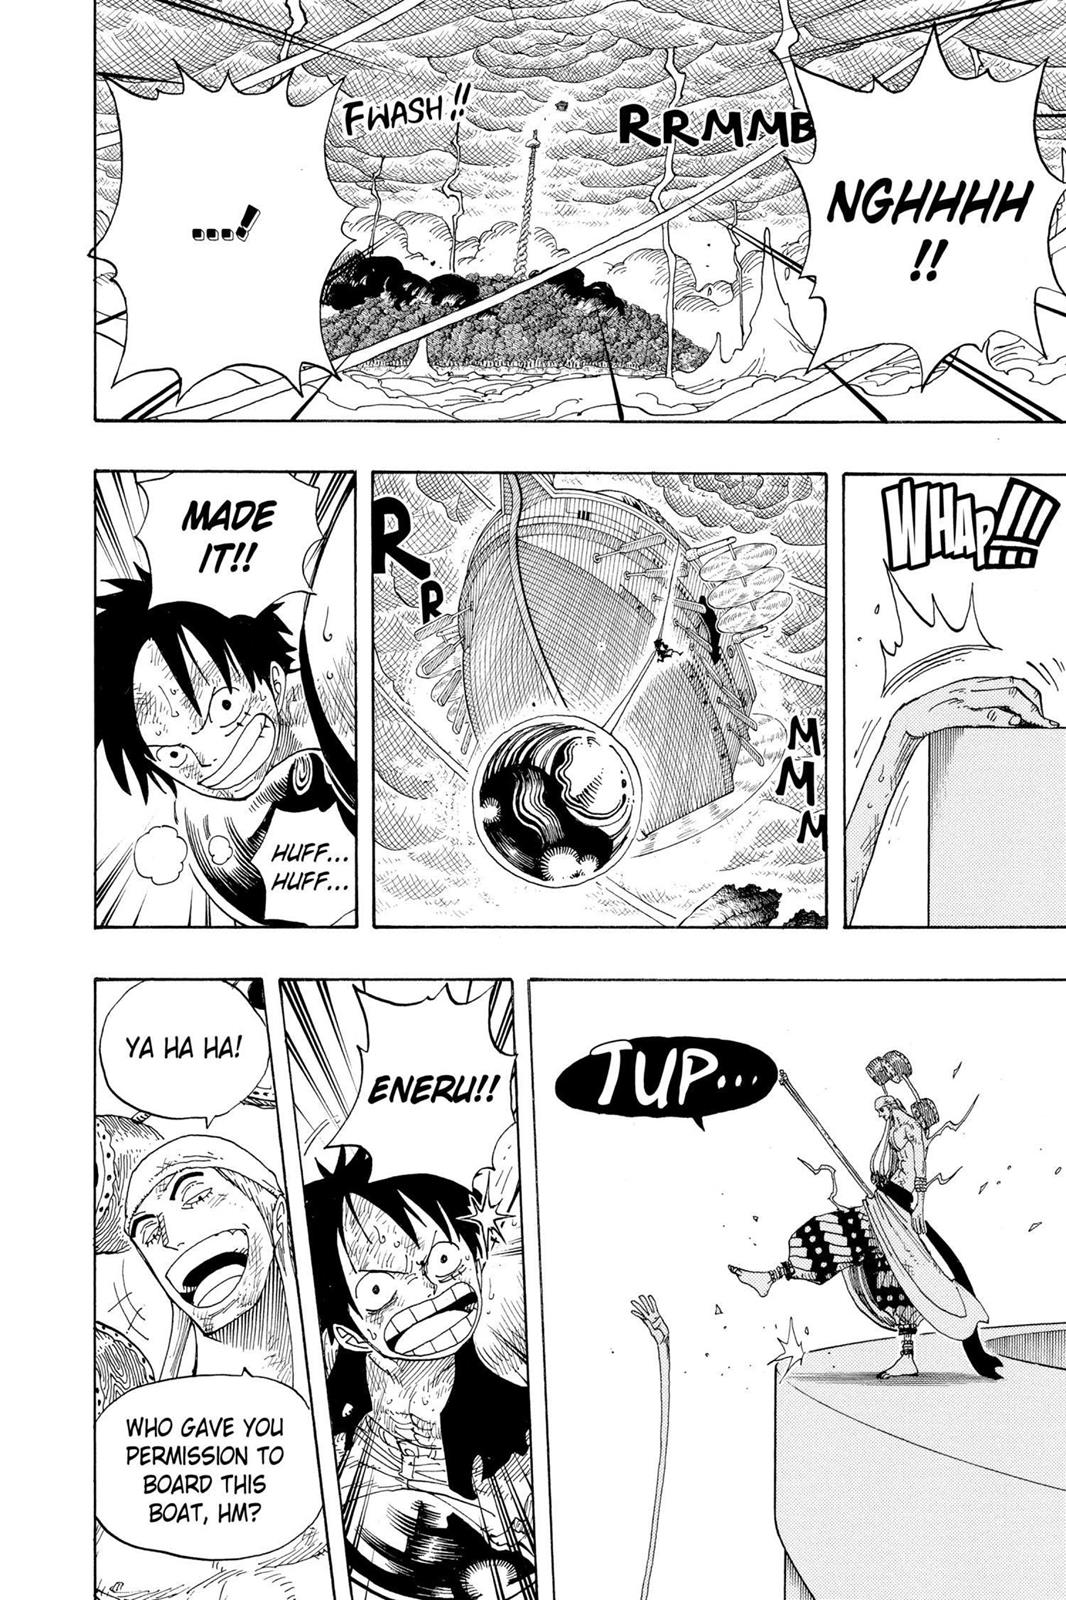 NGHHHH
!!
RRMMB
FWASH!!
....!
WHAP!!!
R
R
M
M
M
MADE
IT!!
HUFF...
HUFF...
TUP...
ENERU!!
YA HA HA!
WHO GAVE YOU
PERMISSION TO
BOARD THIS
BOAT, HM?